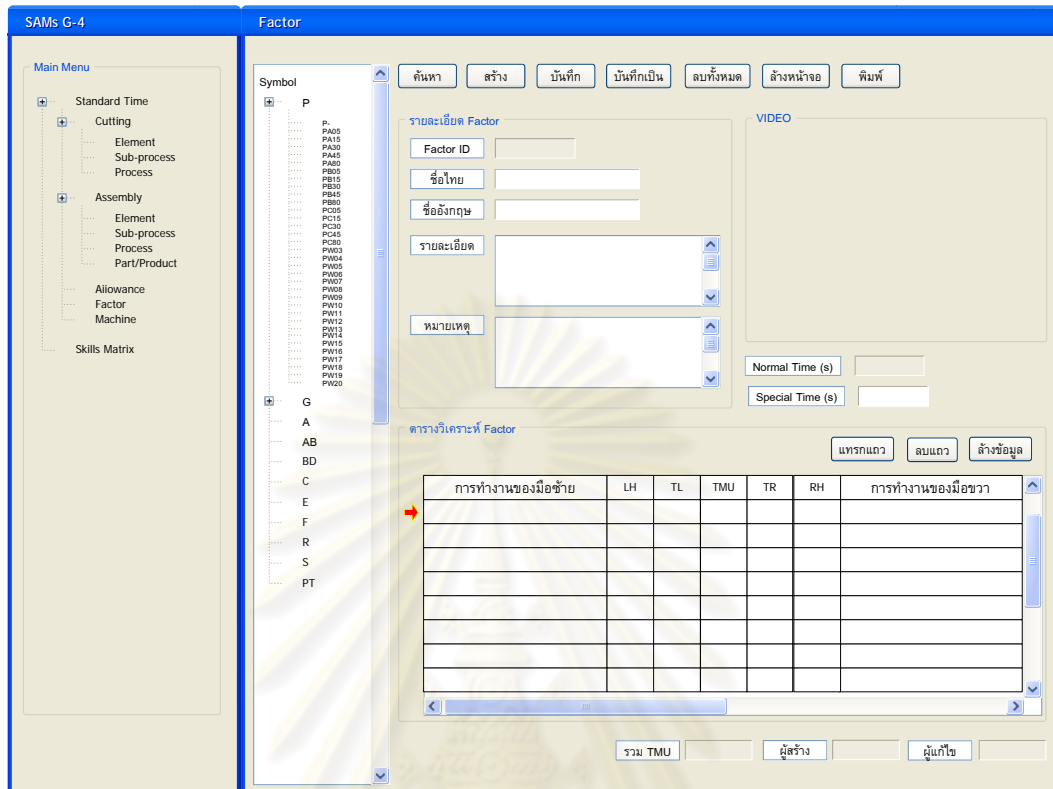 SAMs G-4
Factor
Main Menu
Standard Time
Cutting
Element
Sub-process
Process
Assembly
Element
Sub-process
Process
Part/Product
Aiiowance
Factor
Machine
Skills Matrix
Symbol
P
P-
PA05
PA15
PA30
PA45
PA80
PB05
PB15
PB30
PB45
PB80
PC05
PC15
PC30
PC45
PC80
PW03
PW04
PW05
PW06
PW07
PW08
PW09
PW10
PW11
PW12
PW13
PW14
PW15
PW16
PW17
PW18
PW19
PW20
G
A
AB
BD
C
E
F
R
S
PT
ค้นหา สร้าง บันทึก บันทึกเป็น ลบทั้งหมด ล้างหน้าจอ พิมพ์
รายละเอียด Factor
Factor ID
ชื่อไทย
ชื่ออังกฤษ
รายละเอียด
หมายเหตุ
VIDEO
Normal Time (s)
Special Time (s)
ตารางวิเคราะห์ Factor
แทรกแถว ลบแถว ล้างข้อมูล
การทำงานของมือซ้าย LH TL TMU TR RH การทำงานของมือขวา
รวม TMU ผู้สร้าง ผู้แก้ไข